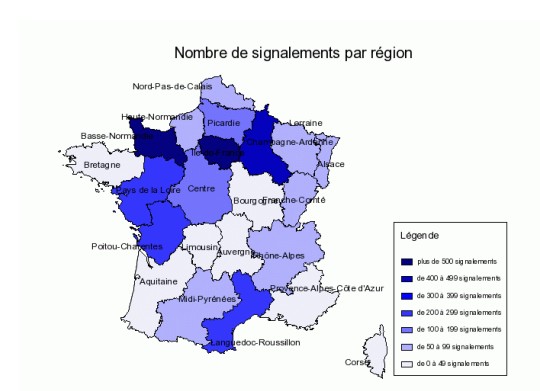 Nombre de signalements par région
Nord-Pas-de-Calais
Haute-Normandie
Picardie
Lorraine
Basse-Normandie
Champagne-Ardenne
Ile-de-France
Bretagne
Alsace
Pays de la Loire
Centre
Bourgogne
Franche-Comté
Poitou-Charentes
Limousin
Auvergne
Rhône-Alpes
Aquitaine
Provence-Alpes-Côte d'Azur
Midi-Pyrénées
Languedoc-Roussillon
Corse
Légende
plus de 500 signalements
de 400 à 499 signalements
de 300 à 399 signalements
de 200 à 299 signalements
de 100 à 199 signalements
de 50 à 99 signalements
de 0 à 49 signalements